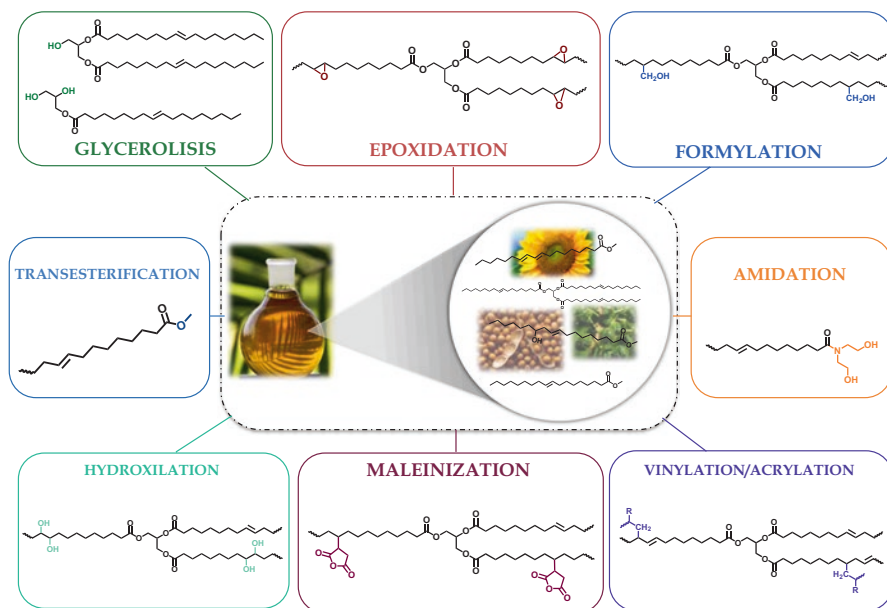 O
HO
O
O
O
HO OH
O
O
GLYCEROLISIS
O
O
O
O
O
O
O
O
O
EPOXIDATION
O
O
O
CH₂OH
O
O
O
CH₂OH
FORMYLATION
TRANSESTERIFICATION
O
O
O
O
O
O
O
O
O
O
OH
O
O
O
O
AMIDATION
O
N
OH
OH
HYDROXILATION
OH
OH
O
O
O
O
O
O
OH
OH
MALEINIZATION
O
O
O
O
O
O
O
O
O
O
O
O
VINYLATION/ACRYLATION
R
CH₂
O
O
O
O
O
O
H₂C
R